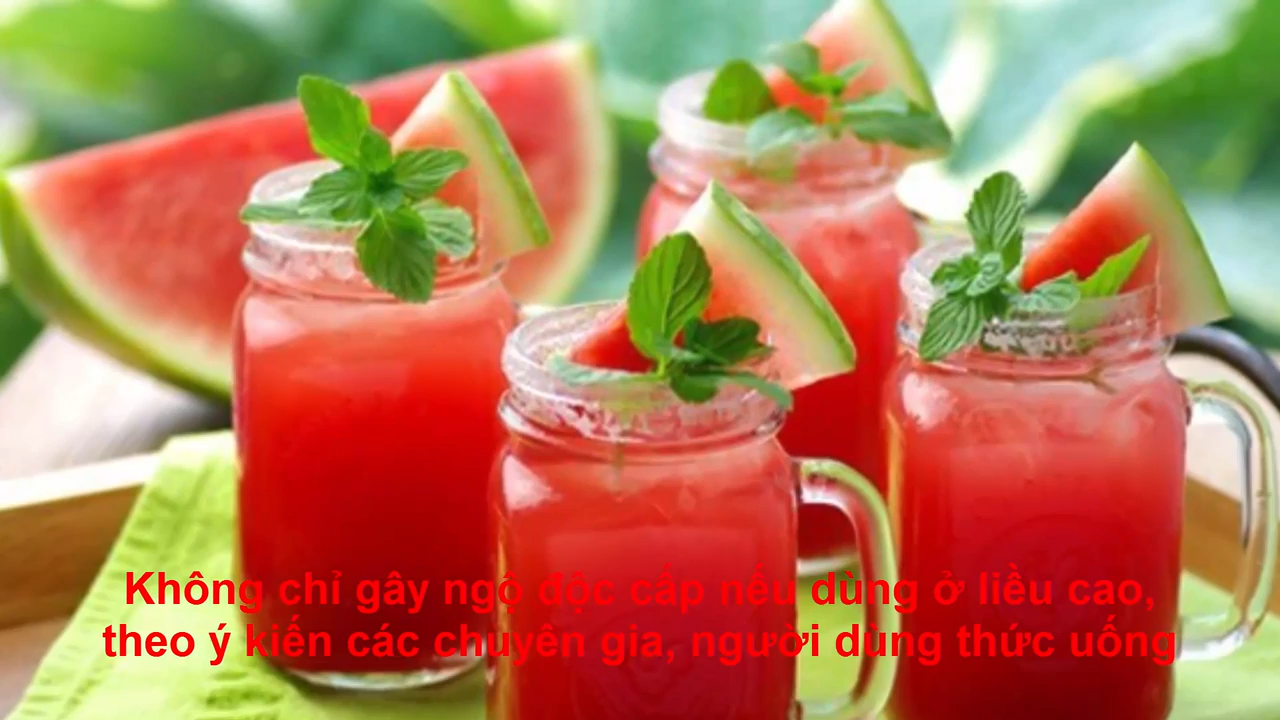 Không chỉ gây ngộ độc cấp nếu dùng ở liều cao,
theo ý kiến các chuyên gia, người dùng thức uống